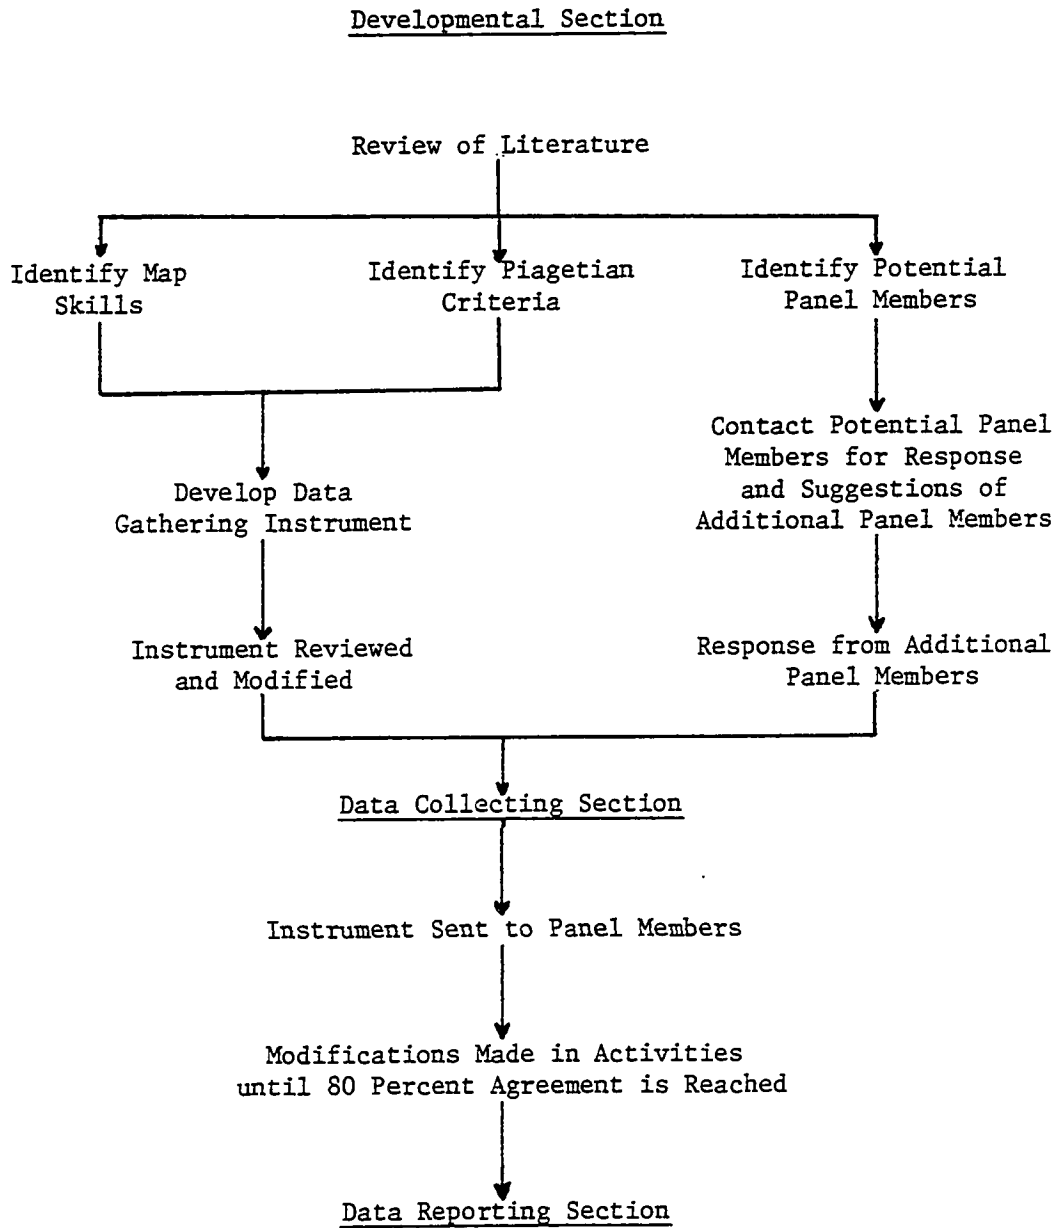 Developmental Section
Review of Literature
Identify Map
Skills
Identify Piagetian
Criteria
Identify Potential
Panel Members
Contact Potential Panel
Members for Response
and Suggestions of
Additional Panel Members
Develop Data
Gathering Instrument
Instrument Reviewed
and Modified
Response from Additional
Panel Members
Data Collecting Section
Instrument Sent to Panel Members
Modifications Made in Activities
until 80 Percent Agreement is Reached
Data Reporting Section